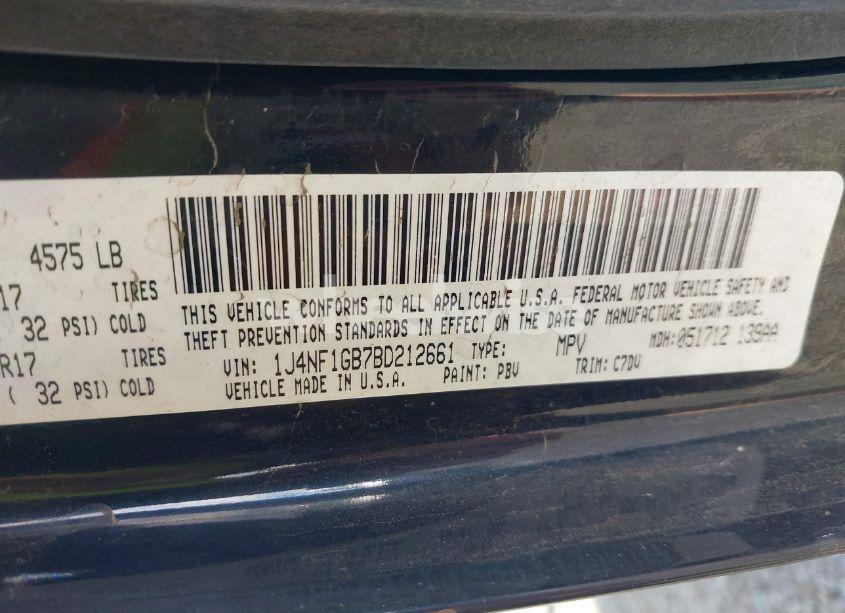 4575 LB
17 TIRES
32 PSI) COLD
R17 TIRES
( 32 PSI) COLD
THIS VEHICLE CONFORMS TO ALL APPLICABLE U.S.A. FEDERAL MOTOR VEHICLE SAFETY AND
THEFT PREVENTION STANDARDS IN EFFECT ON THE DATE OF MANUFACTURE SHOWN ABOVE.
VIN: 1J4NF1GB7BD212661 TYPE: MPV MDH: 051712 139AA
VEHICLE MADE IN U.S.A. PAINT: PBV TRIM: C7DV